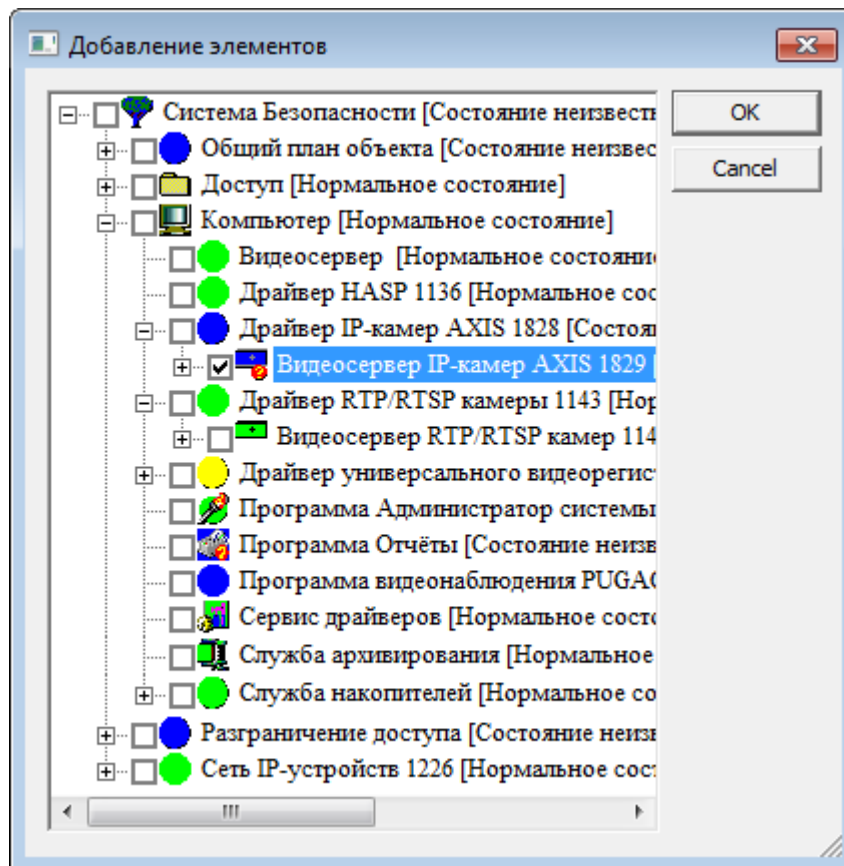 Добавление элементов
OK
Cancel
Система Безопасности [Состояние неизвестн
Общий план объекта [Состояние неизвес
Доступ [Нормальное состояние]
Компьютер [Нормальное состояние]
Видеосервер [Нормальное состояние
Драйвер HASP 1136 [Нормальное сос
Драйвер IP-камер AXIS 1828 [Состоя
Видеосервер IP-камер AXIS 1829 [
Драйвер RTP/RTSP камеры 1143 [Нор
Видеосервер RTP/RTSP камер 114
Драйвер универсального видеорегис
Программа Администратор системы
Программа Отчёты [Состояние неизв
Программа видеонаблюдения PUGAC
Сервис драйверов [Нормальное состо
Служба архивирования [Нормальное
Служба накопителей [Нормальное со
Разграничение доступа [Состояние неизв
Сеть IP-устройств 1226 [Нормальное сост